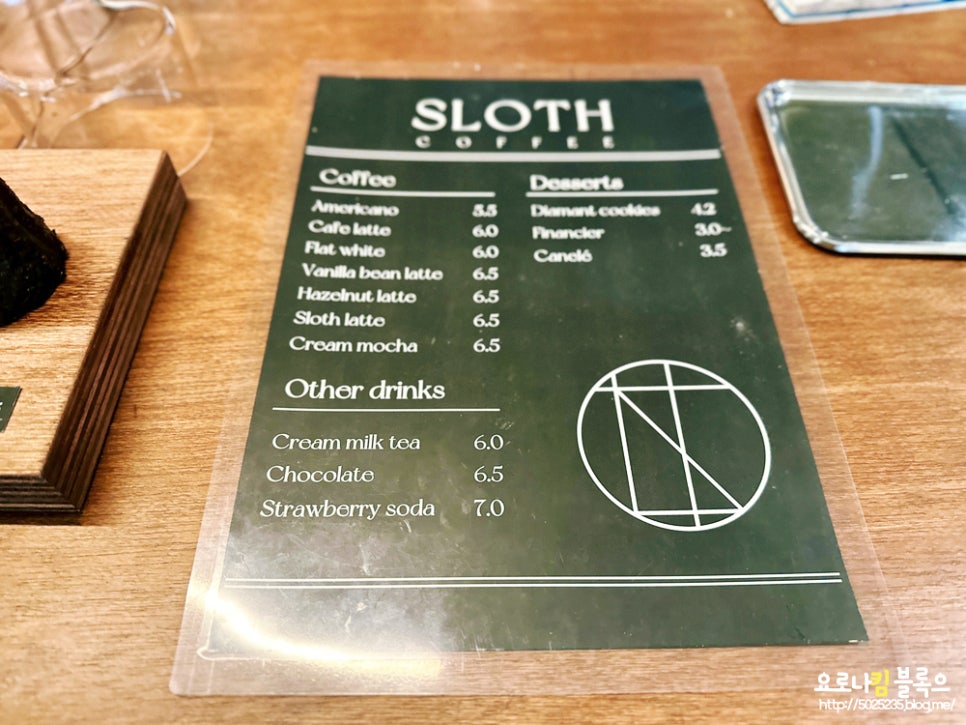 SLOTH
COFFEE
Coffee
Americano 5.5
Cafe latte 6.0
Flat white 6.0
Vanilla bean latte 6.5
Hazelnut latte 6.5
Sloth latte 6.5
Cream mocha 6.5
Other drinks
Cream milk tea 6.0
Chocolate 6.5
Strawberry soda 7.0
Desserts
Diamant cookies 4.2
Financier 3.0~
Canelé 3.5
요로나킴 블록으
http://5025235.blog.me/